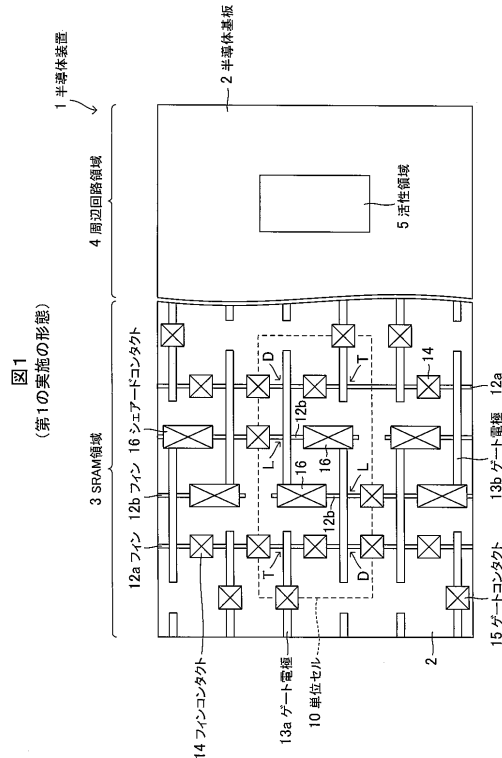 図1
(第1の実施の形態)
1 半導体装置
3 SRAM領域
4 周辺回路領域
12a フィン
12b フィン
16 シェアードコンタクト
2 半導体基板
5 活性領域
D
T
L
12b
16
16
12b
L
T
D
14
14 フィンコンタクト
13a ゲート電極
10 単位セル
2
15 ゲートコンタクト
13b ゲート電極
12a